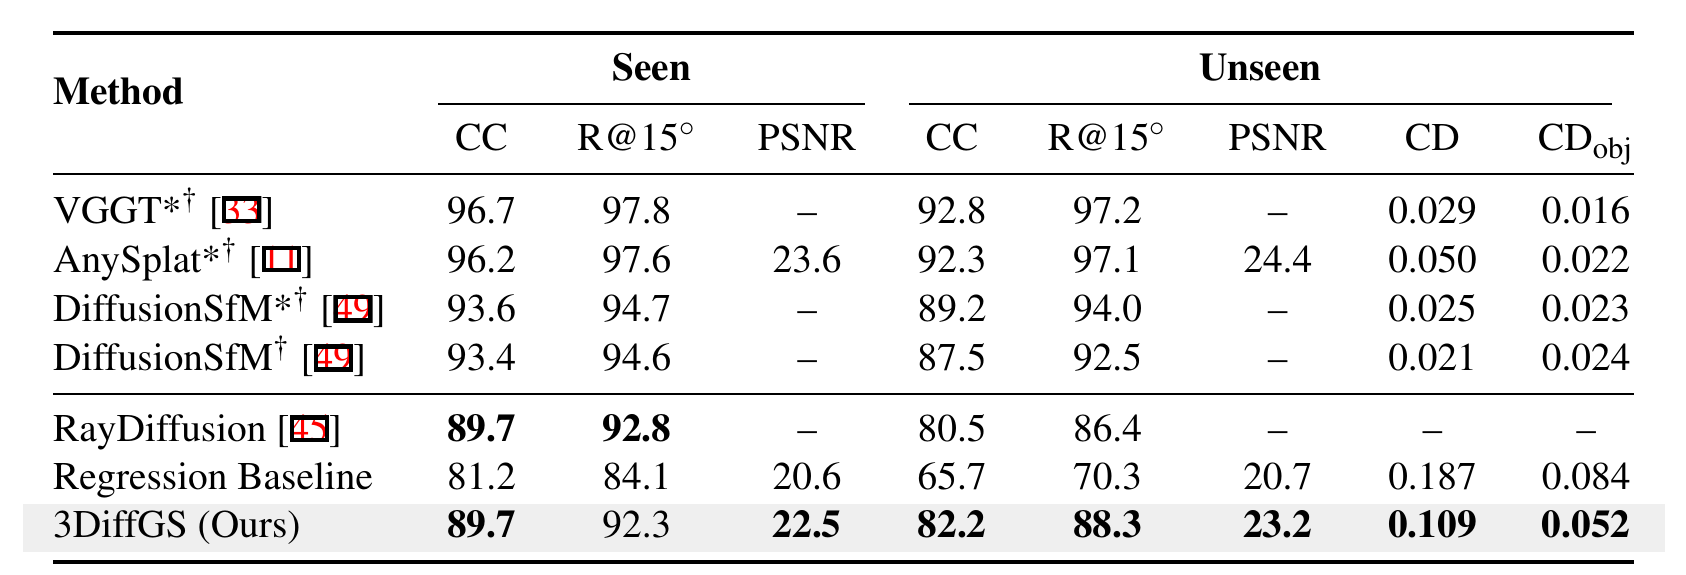 Method Seen Unseen
CC R@15° PSNR CC R@15° PSNR CD CD_obj
VGGT*† [33] 96.7 97.8 – 92.8 97.2 – 0.029 0.016
AnySplat*† [11] 96.2 97.6 23.6 92.3 97.1 24.4 0.050 0.022
DiffusionSfM*† [49] 93.6 94.7 – 89.2 94.0 – 0.025 0.023
DiffusionSfM† [49] 93.4 94.6 – 87.5 92.5 – 0.021 0.024
RayDiffusion [45] 89.7 92.8 – 80.5 86.4 – – –
Regression Baseline 81.2 84.1 20.6 65.7 70.3 20.7 0.187 0.084
3DiffGS (Ours) 89.7 92.3 22.5 82.2 88.3 23.2 0.109 0.052